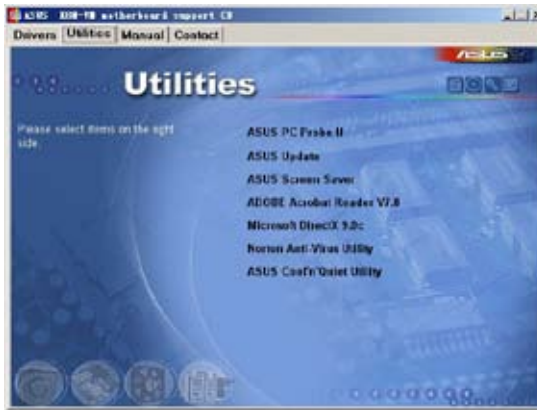 ASUS motherboard support CD
Drivers Utilities Manual Contact
ASUS
Utilities
Please select items on the right
side.
ASUS PC Probe II
ASUS Update
ASUS Screen Saver
ADOBE Acrobat Reader V7.0
Microsoft DirectX 9.0c
Norton Anti-Virus Utility
ASUS Cool'n'Quiet Utility